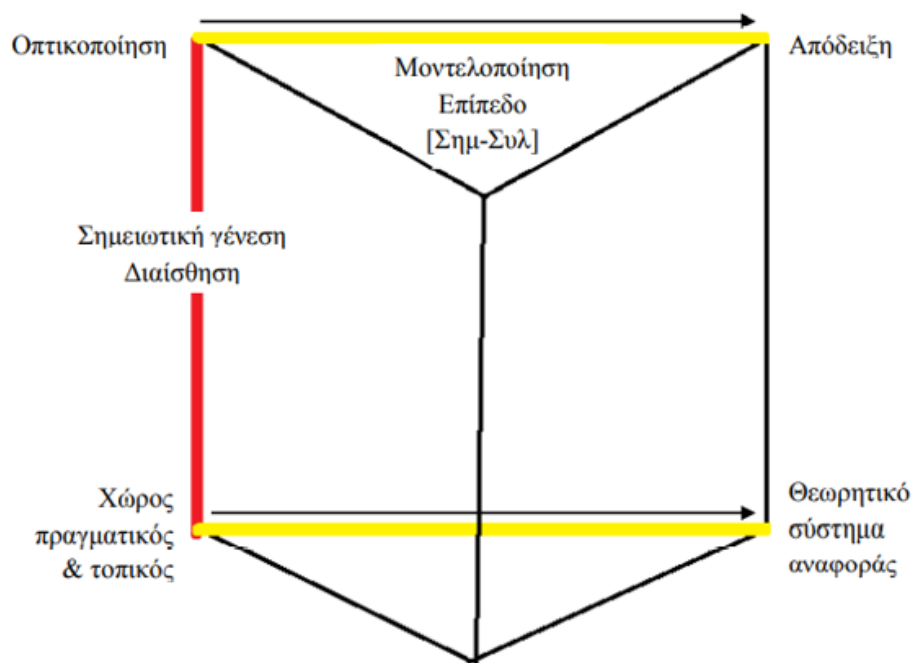 Οπτικοποίηση
Απόδειξη
Μοντελοποίηση
Επίπεδο
[Σημ-Συλ]
Σημειωτική γένεση
Διαίσθηση
Χώρος
πραγματικός
& τοπικός
Θεωρητικό
σύστημα
αναφοράς